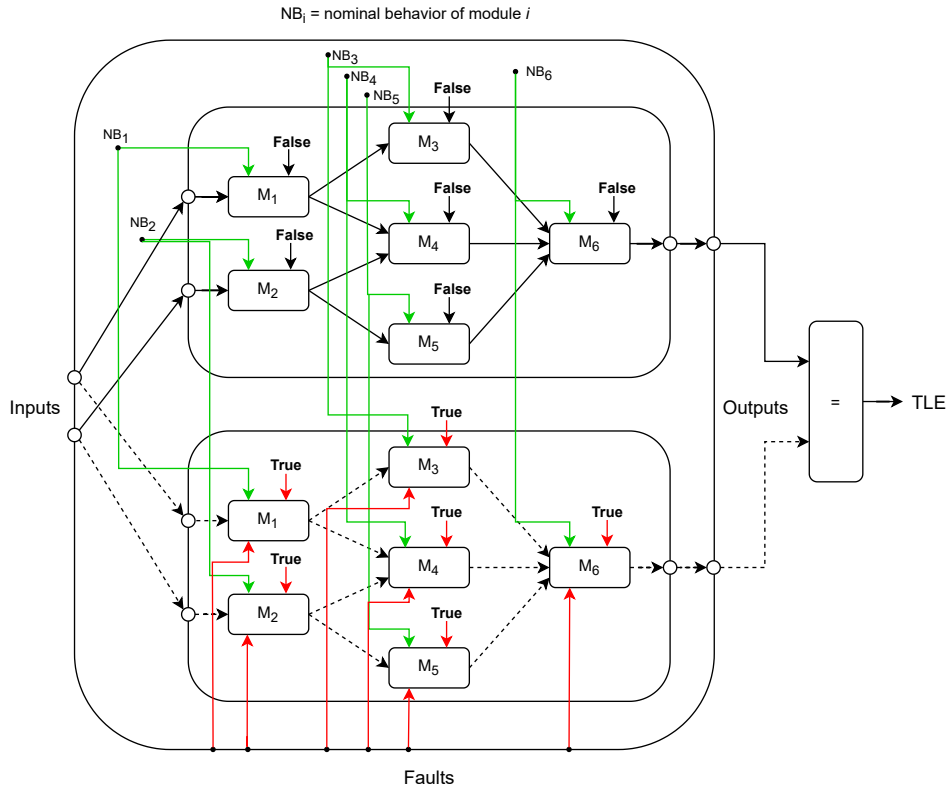 NBi = nominal behavior of module i
NB3
NB4
NB5
NB6
False
NB1
False
M3
M1
False
False
NB2
False
M4
M6
M2
False
M5
Inputs
Outputs
=
TLE
True
M3
True
M1
True
True
M4
M6
True
M2
True
M5
Faults